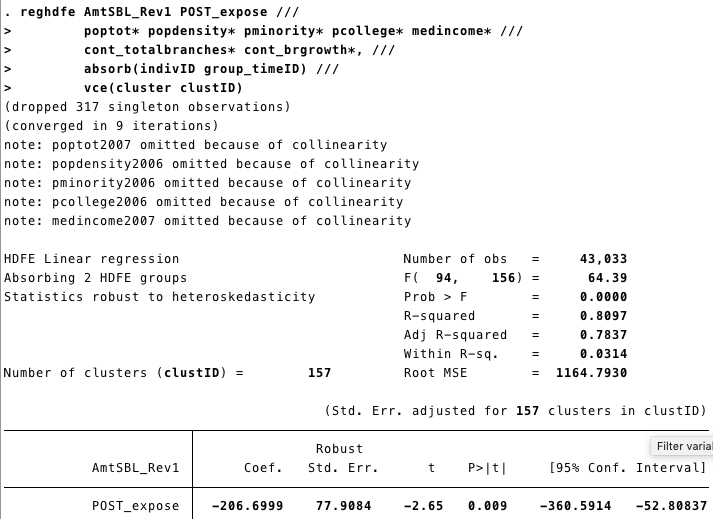 . reghdfe AmtSBL_Rev1 POST_expose ///
> poptot* popdensity* pminority* pcollege* medincome* ///
> cont_totalbranches* cont_brgrowth*, ///
> absorb(indivID group_timeID) ///
> vce(cluster clustID)
(dropped 317 singleton observations)
(converged in 9 iterations)
note: poptot2007 omitted because of collinearity
note: popdensity2006 omitted because of collinearity
note: pminority2006 omitted because of collinearity
note: pcollege2006 omitted because of collinearity
note: medincome2007 omitted because of collinearity
HDFE Linear regression Number of obs = 43,033
Absorbing 2 HDFE groups F( 94, 156) = 64.39
Statistics robust to heteroskedasticity Prob > F = 0.0000
R-squared = 0.8097
Adj R-squared = 0.7837
Within R-sq. = 0.0314
Number of clusters (clustID) = 157 Root MSE = 1164.7930
(Std. Err. adjusted for 157 clusters in clustID)
Filter varia
Robust
AmtSBL_Rev1 Coef. Std. Err. t P>|t| [95% Conf. Interval]
POST_expose -206.6999 77.9084 -2.65 0.009 -360.5914 -52.80837